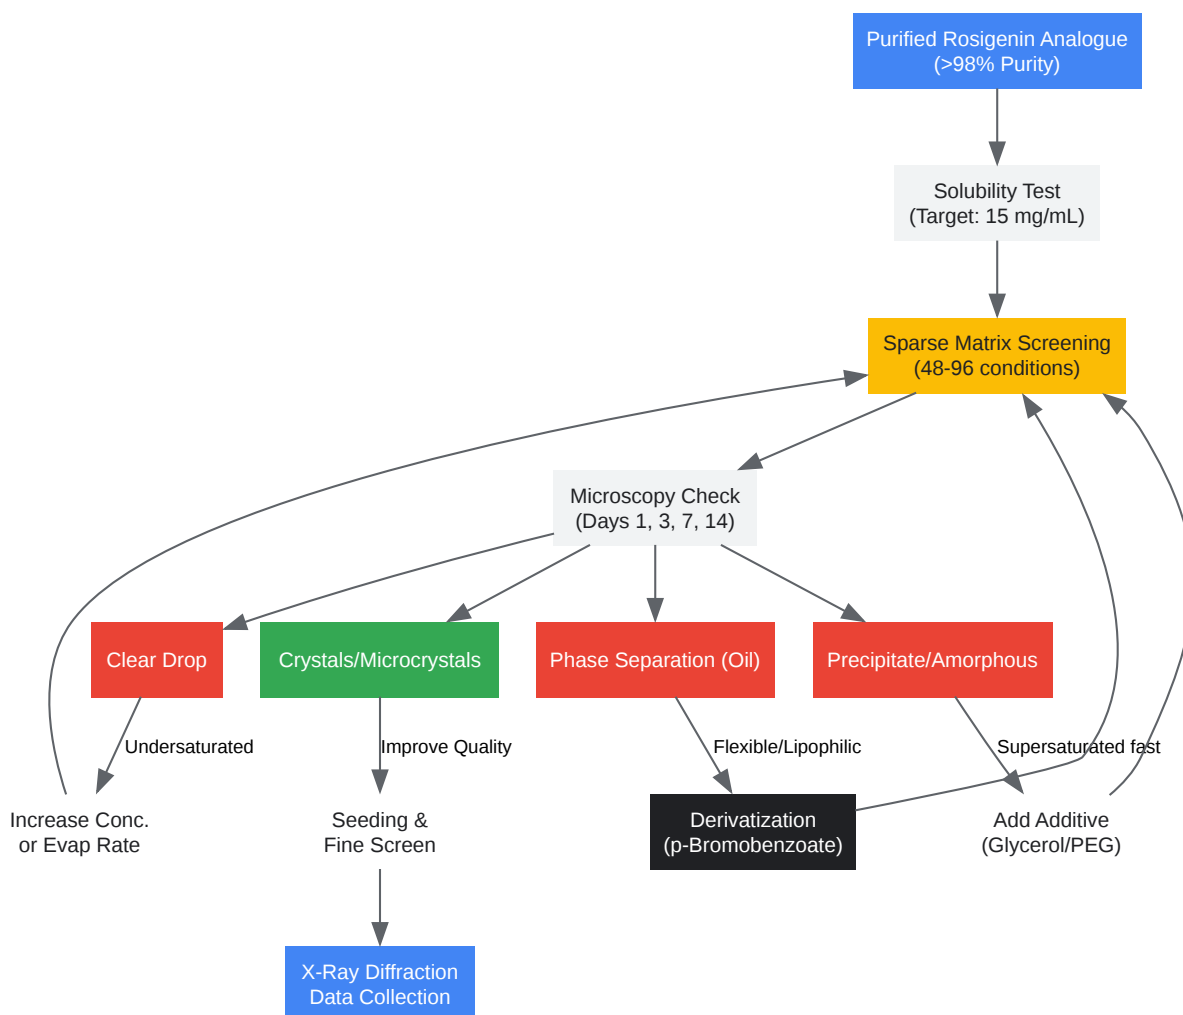 Purified Rosigenin Analogue
(>98% Purity)
Solubility Test
(Target: 15 mg/mL)
Sparse Matrix Screening
(48-96 conditions)
Microscopy Check
(Days 1, 3, 7, 14)
Clear Drop
Crystals/Microcrystals
Phase Separation (Oil)
Precipitate/Amorphous
Undersaturated
Improve Quality
Flexible/Lipophilic
Supersaturated fast
Increase Conc.
or Evap Rate
Seeding &
Fine Screen
Derivatization
(p-Bromobenzoate)
Add Additive
(Glycerol/PEG)
X-Ray Diffraction
Data Collection